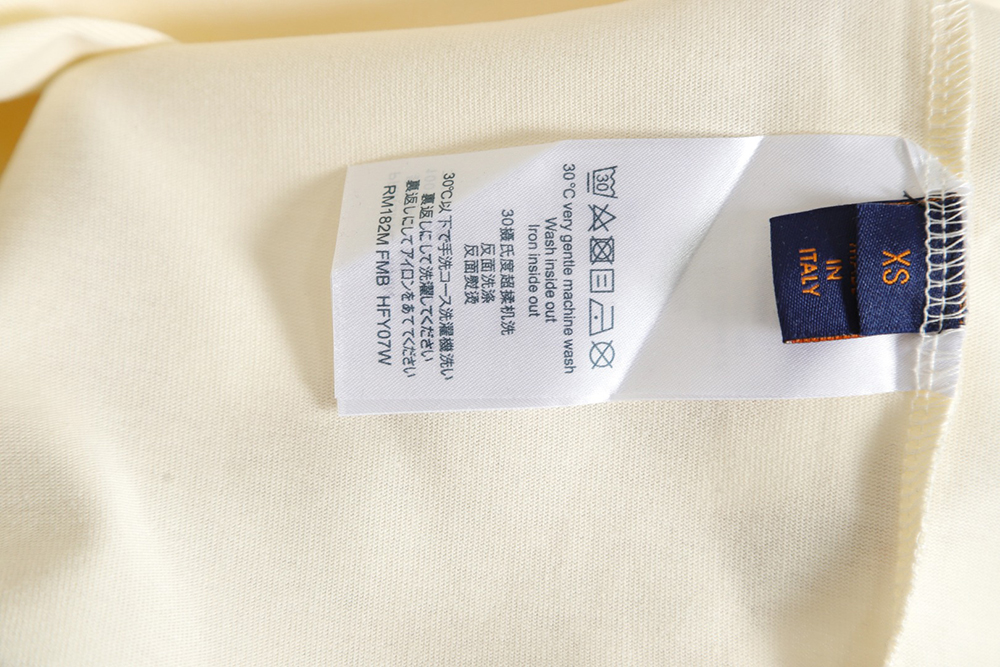 XS
IN
ITALY
30
30 °C very gentle machine wash
Wash inside out
Iron inside out
30摄氏度超揉机洗
反面洗涤
反面熨烫
30℃以下で手洗コース洗濯機洗い
裏返しにして洗濯してください
裏返しにしてアイロンをあててください
RM182M FMB HFY07W